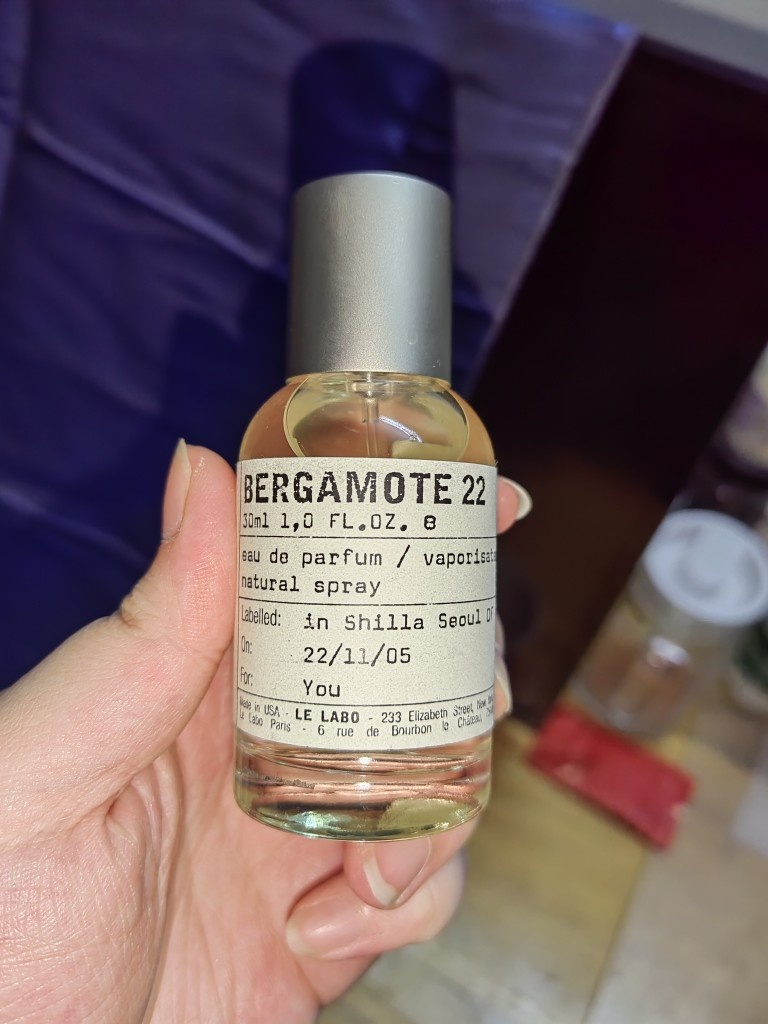 BERGAMOTE 22
30ml 1,0 FL.OZ. e
eau de parfum / vaporisate
natural spray
Labelled: in Shilla Seoul DF
On: 22/11/05
For: You
Made in USA - LE LABO - 233 Elizabeth Street, New
Le Labo Paris - 6 rue de Bourbon le Château,